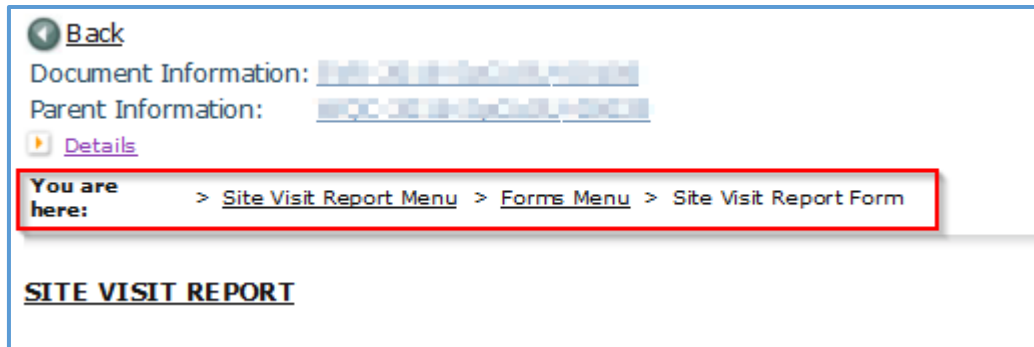 Back
Document Information:
Parent Information:
Details
You are here: > Site Visit Report Menu > Forms Menu > Site Visit Report Form
SITE VISIT REPORT